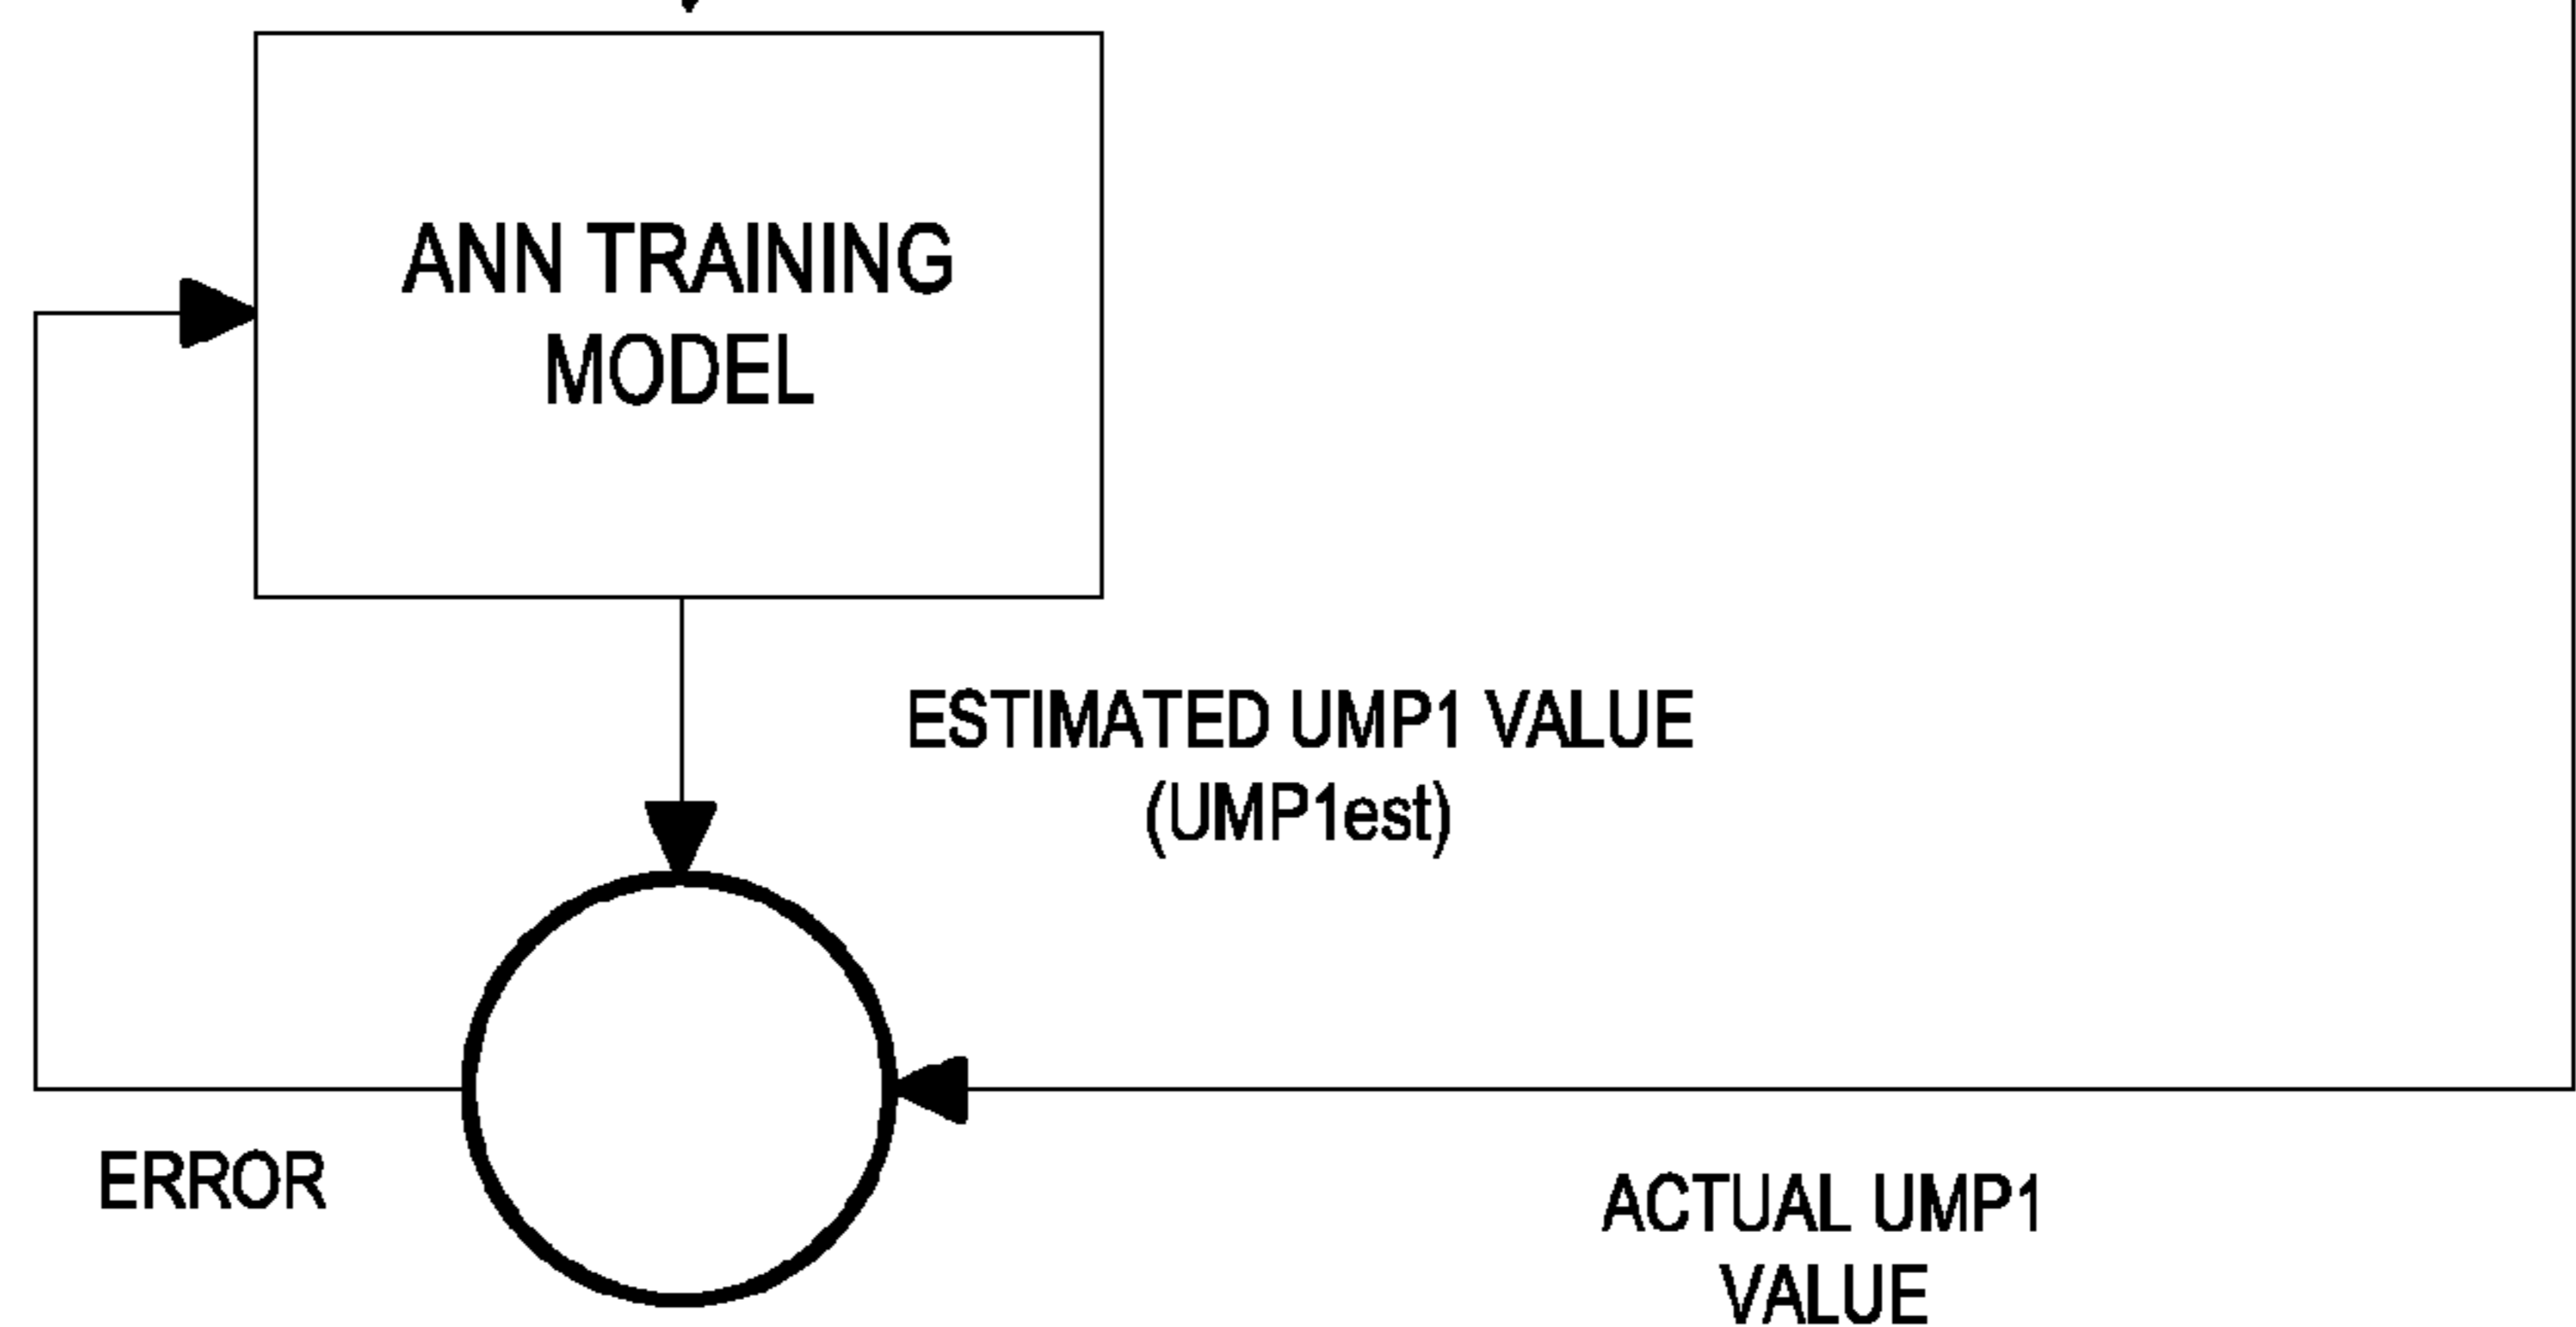 ANN TRAINING
MODEL
ESTIMATED UMP1 VALUE
(UMP1est)
ERROR
ACTUAL UMP1
VALUE